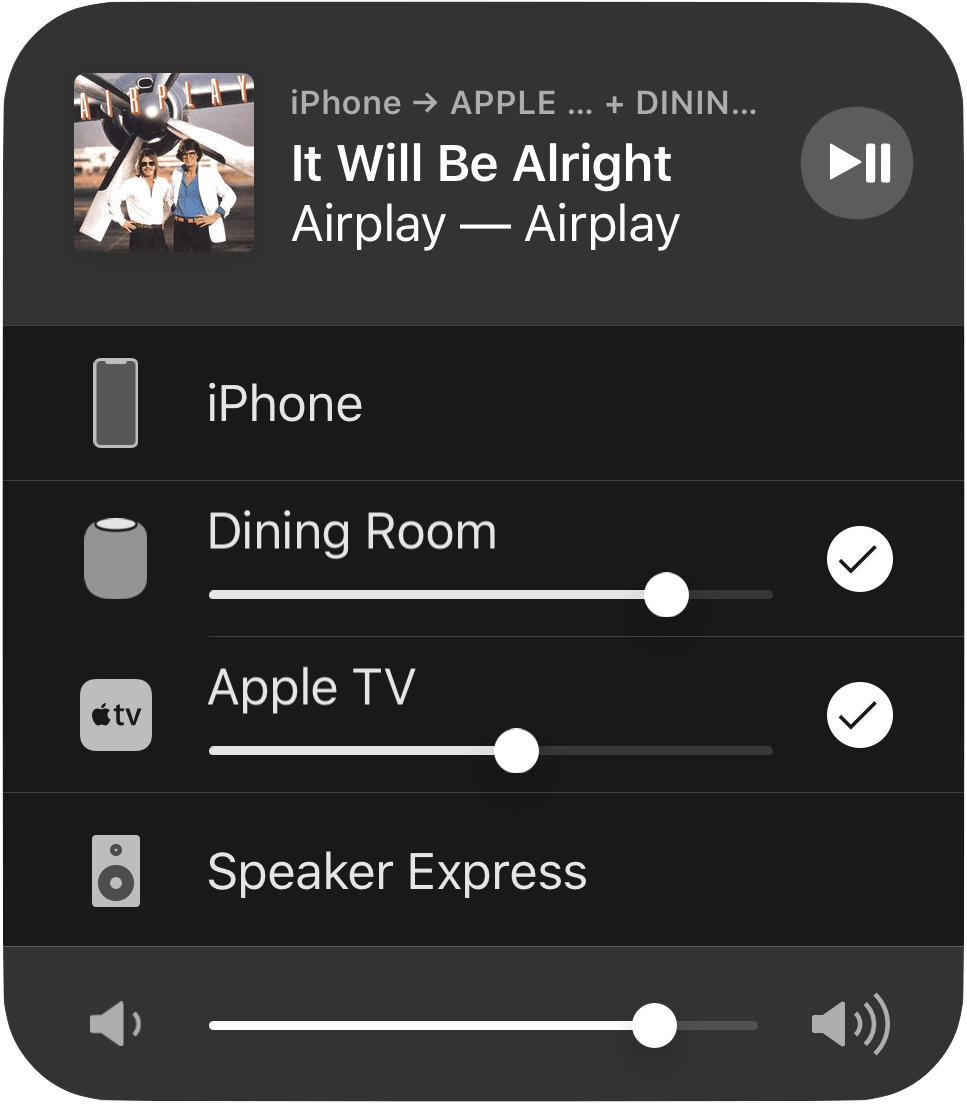 AIRPLAY
iPhone → APPLE ... + DININ...
It Will Be Alright
Airplay — Airplay
iPhone
Dining Room
Apple TV
tv
Speaker Express